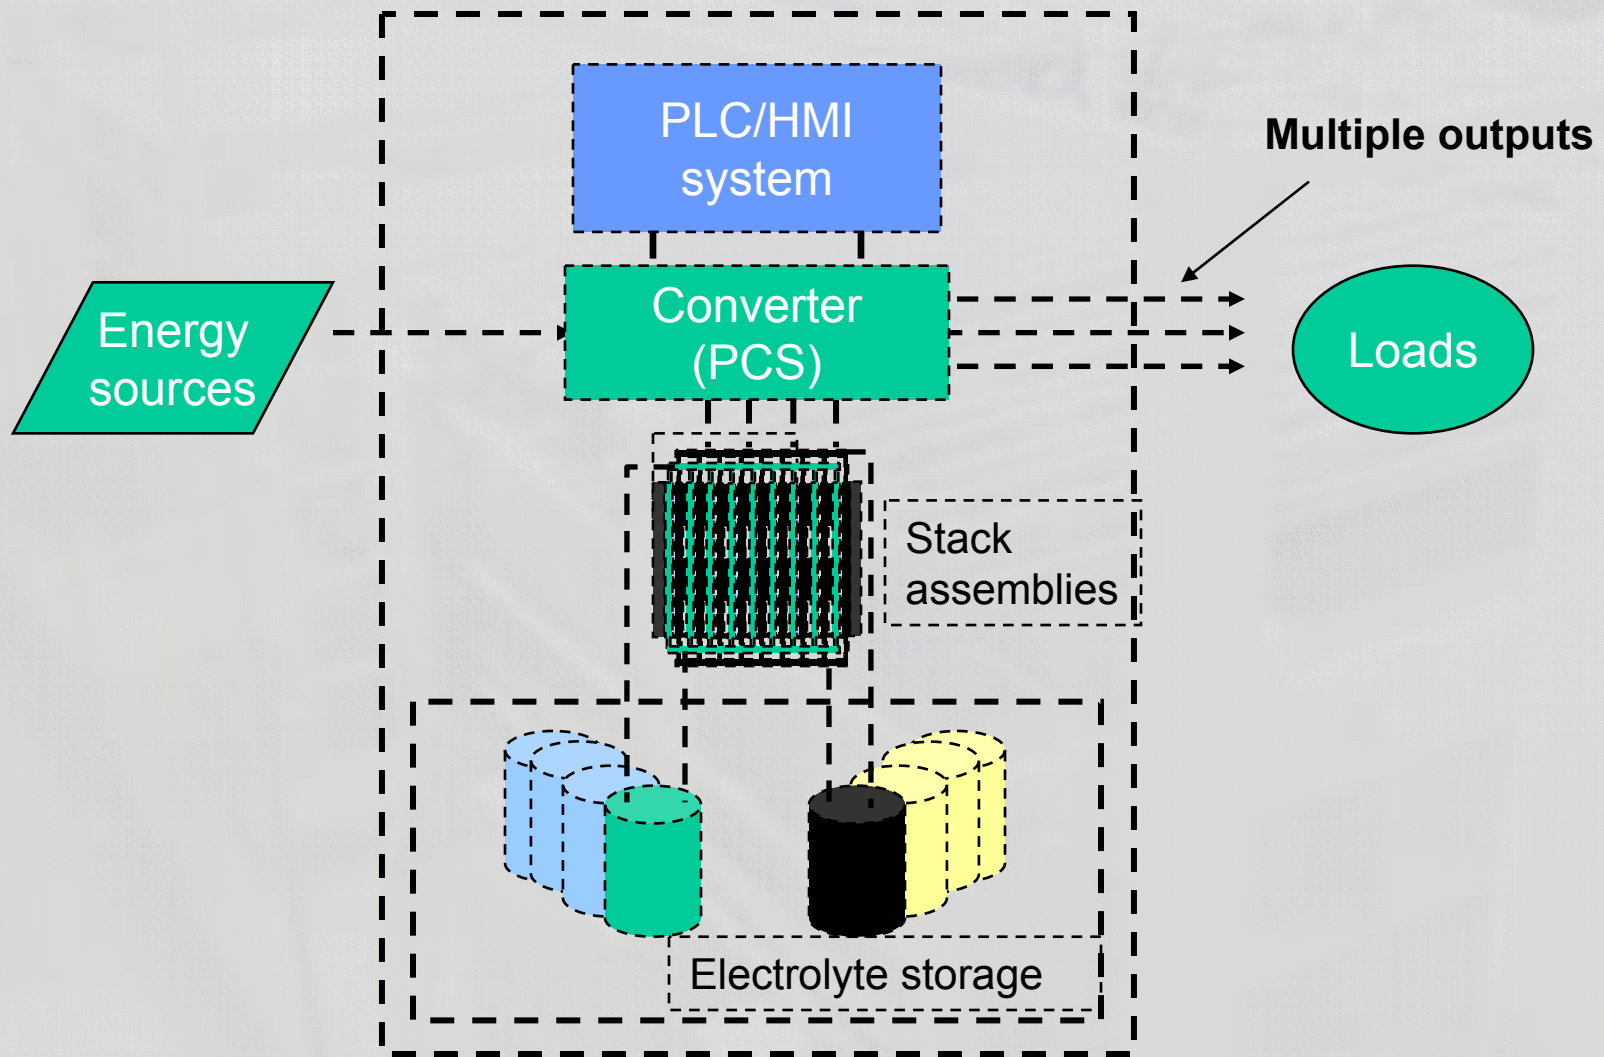 PLC/HMI
system
Multiple outputs
Energy
sources
Converter
(PCS)
Loads
Stack
assemblies
Electrolyte storage